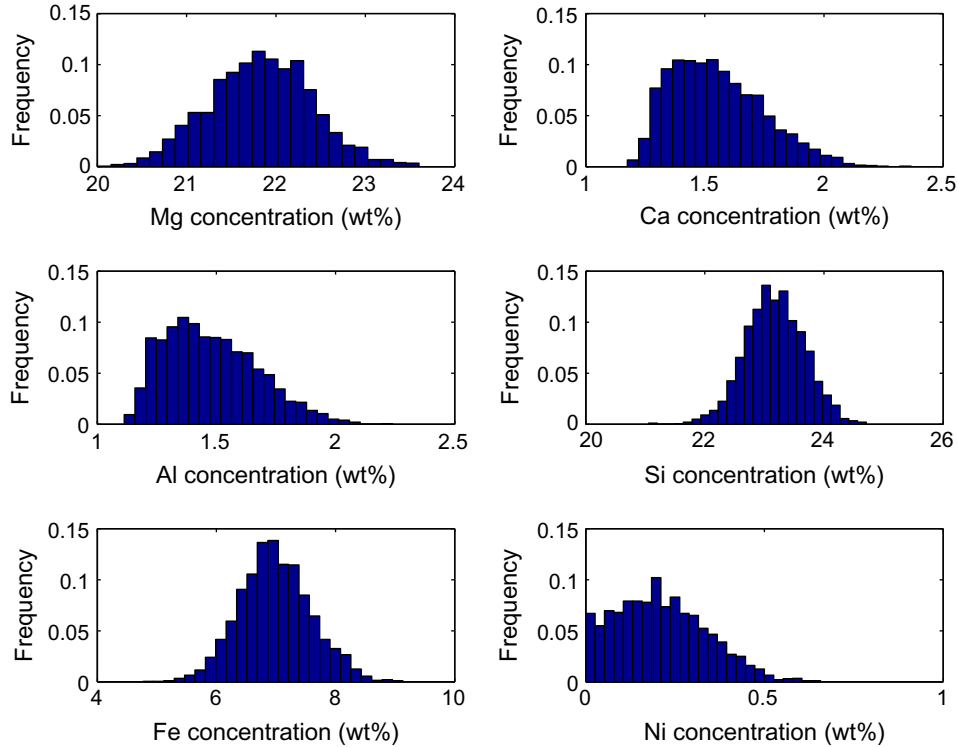 0.15 0.15
0.1 0.1
0.05 0.05
0 0
Frequency Frequency
20 21 22 23 24 1 1.5 2 2.5
Mg concentration (wt%) Ca concentration (wt%)
0.15 0.15
0.1 0.1
0.05 0.05
0 0
Frequency Frequency
1 1.5 2 2.5 20 22 24 26
Al concentration (wt%) Si concentration (wt%)
0.15 0.15
0.1 0.1
0.05 0.05
0 0
Frequency Frequency
4 6 8 10 0 0.5 1
Fe concentration (wt%) Ni concentration (wt%)